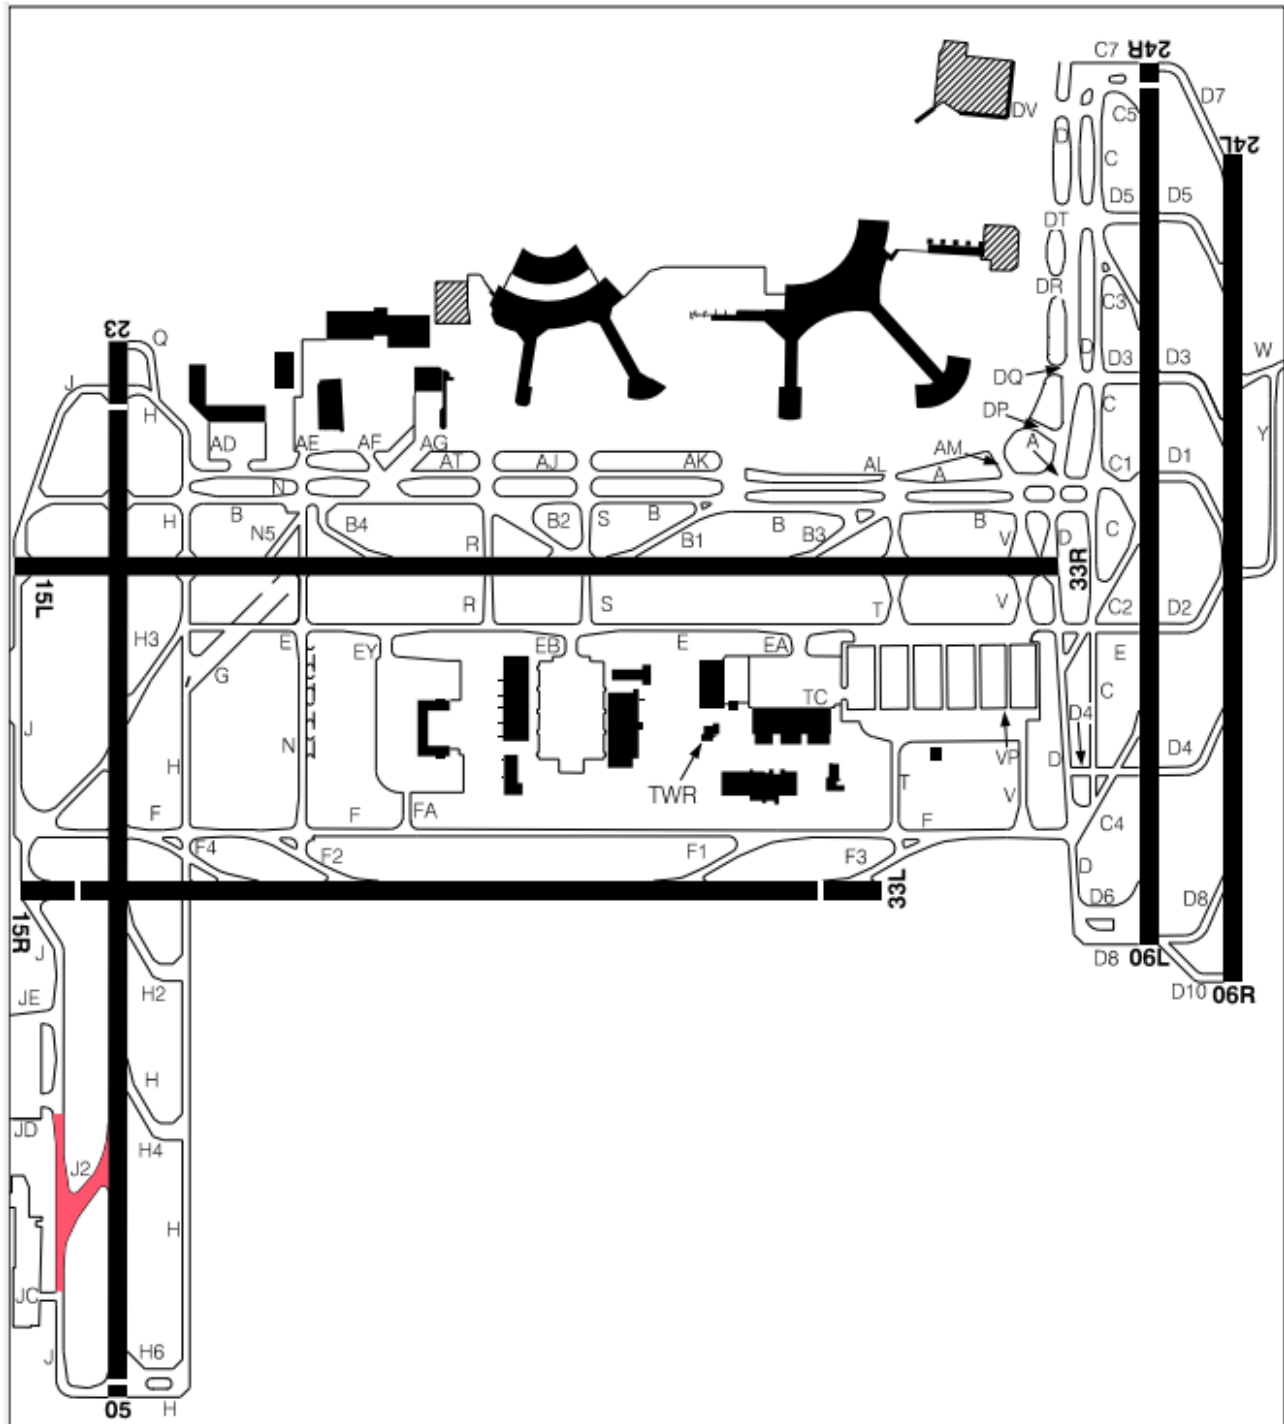 C7 24R
D7
DV
C5
D
24L
C
D5 D5
DT
DR
C3
23
Q
D
D3 D3
W
J
DQ
H
C
DP
Y
AD AE AF AG
A
AM
AT AJ AK AL
A
C1 D1
N
B
H
N5
B4
B2
S
B
B1
B
B3
B
V
D
C
R
33R
15L
R
S
T
V
C2 D2
H3
E
EY
EB
E
EA
E
G
TC
C
D4
J
N
VP
D
D4
H
TWR
T
V
F
F
FA
F
C4
F4
F2
F1
F3
D
33L
D6
D8
15R
J
D8 06L
JE
H2
D10 06R
H
JD
J2
H4
H
JC
J
H6
05
H